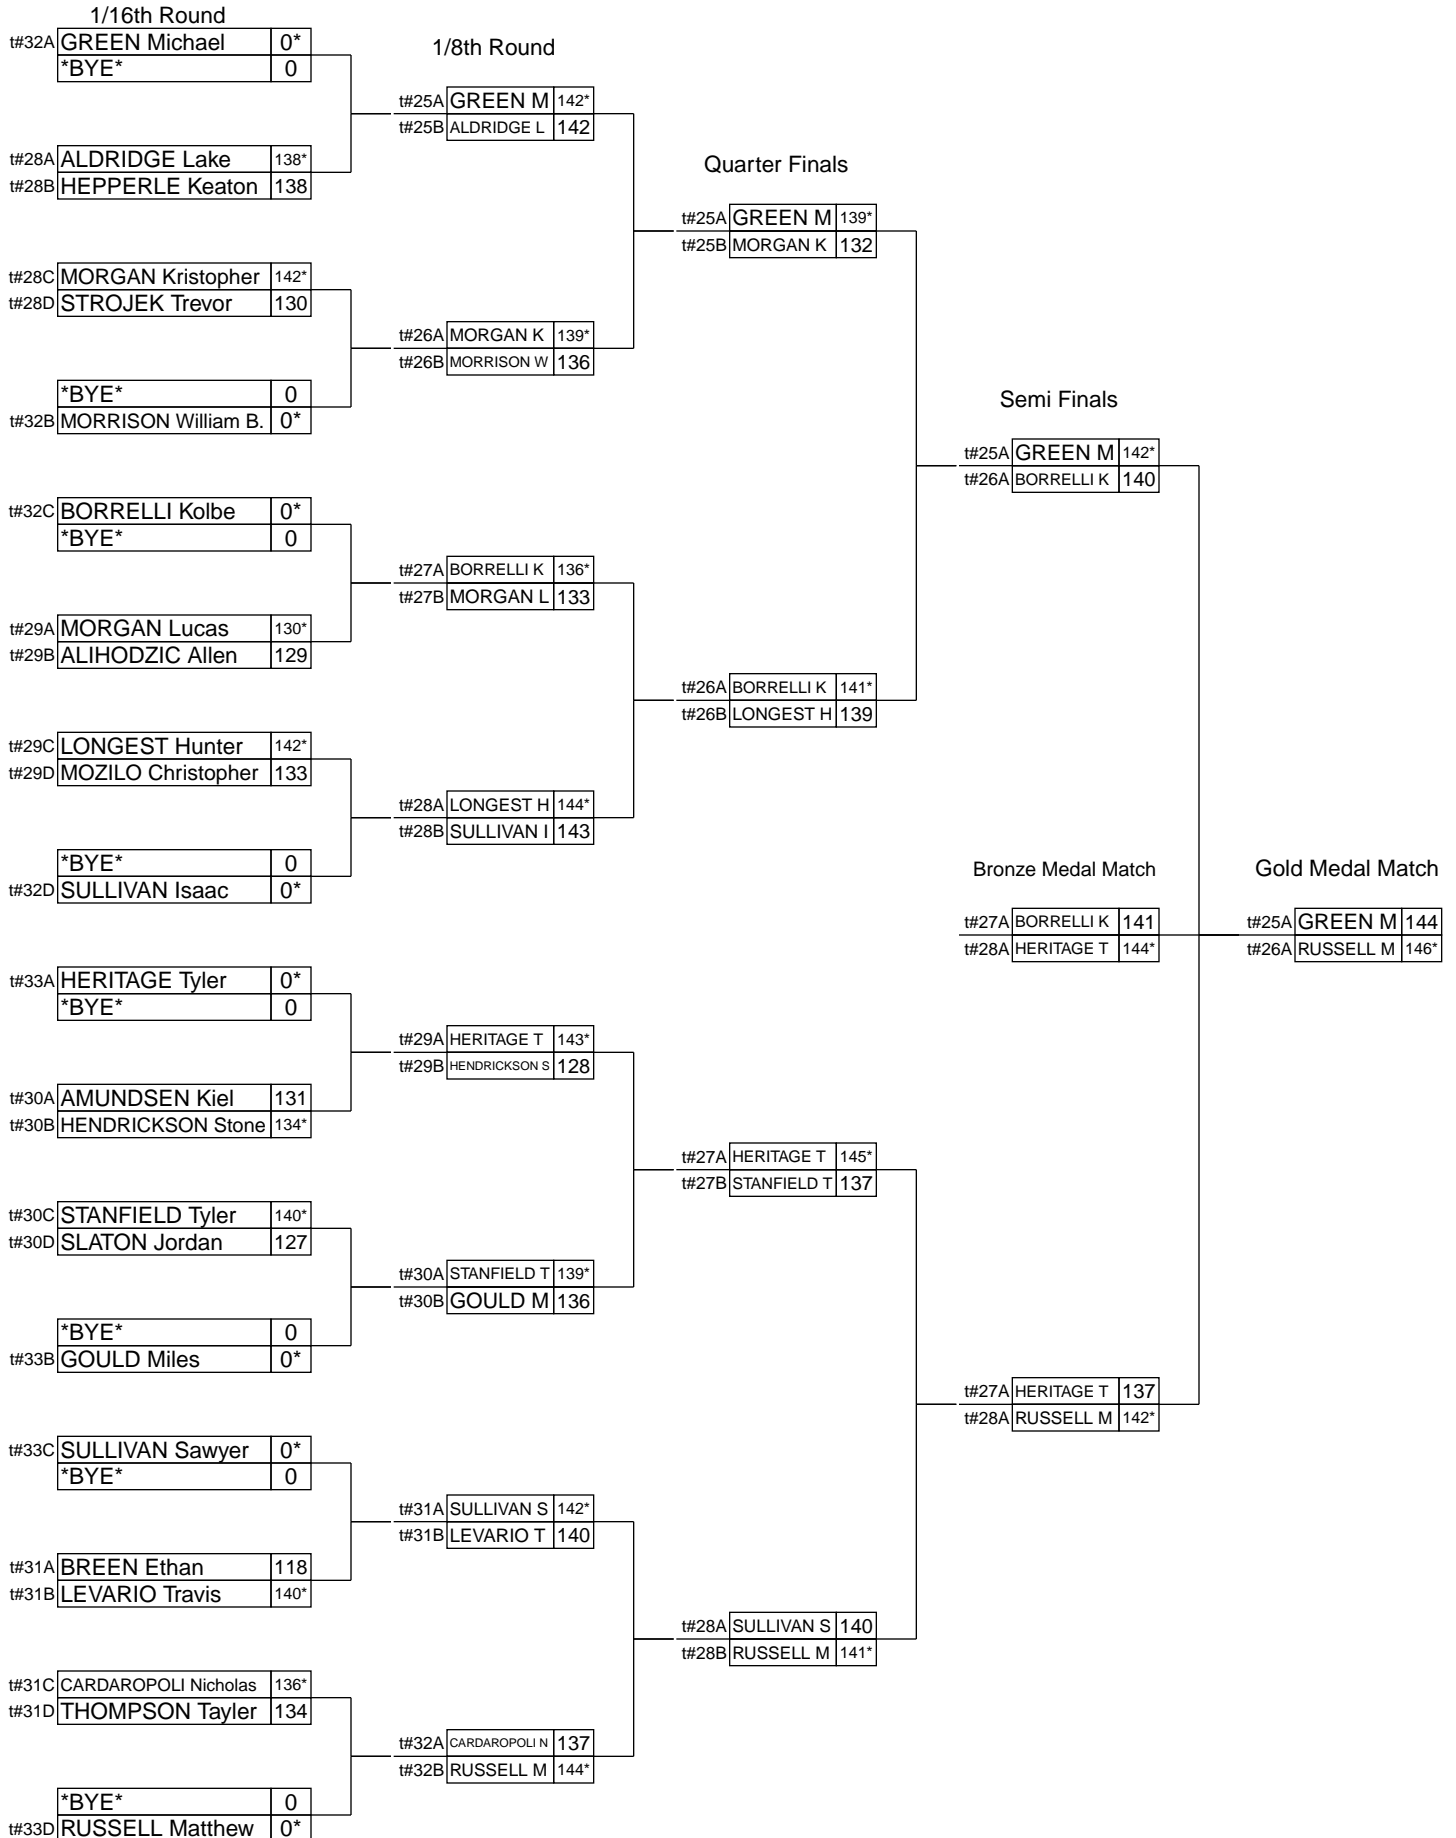 1/16th Round
t#32A GREEN Michael 0*
*BYE* 0
t#28A ALDRIDGE Lake 138*
t#28B HEPPERLE Keaton 138
t#28C MORGAN Kristopher 142*
t#28D STROJEK Trevor 130
*BYE* 0
t#32B MORRISON William B. 0*
t#32C BORRELLI Kolbe 0*
*BYE* 0
t#29A MORGAN Lucas 130*
t#29B ALIHODZIC Allen 129
t#29C LONGEST Hunter 142*
t#29D MOZILO Christopher 133
*BYE* 0
t#32D SULLIVAN Isaac 0*
t#33A HERITAGE Tyler 0*
*BYE* 0
t#30A AMUNDSEN Kiel 131
t#30B HENDRICKSON Stone 134*
t#30C STANFIELD Tyler 140*
t#30D SLATON Jordan 127
*BYE* 0
t#33B GOULD Miles 0*
t#33C SULLIVAN Sawyer 0*
*BYE* 0
t#31A BREEN Ethan 118
t#31B LEVARIO Travis 140*
t#31C CARDAROPOLI Nicholas 136*
t#31D THOMPSON Tayler 134
*BYE* 0
t#33D RUSSELL Matthew 0*
1/8th Round
t#25A GREEN M 142*
t#25B ALDRIDGE L 142
t#26A MORGAN K 139*
t#26B MORRISON W 136
t#27A BORRELLI K 136*
t#27B MORGAN L 133
t#28A LONGEST H 144*
t#28B SULLIVAN I 143
t#29A HERITAGE T 143*
t#29B HENDRICKSON S 128
t#30A STANFIELD T 139*
t#30B GOULD M 136
t#31A SULLIVAN S 142*
t#31B LEVARIO T 140
t#32A CARDAROPOLI N 137
t#32B RUSSELL M 144*
Quarter Finals
t#25A GREEN M 139*
t#25B MORGAN K 132
t#26A BORRELLI K 141*
t#26B LONGEST H 139
t#27A HERITAGE T 145*
t#27B STANFIELD T 137
t#28A SULLIVAN S 140
t#28B RUSSELL M 141*
Semi Finals
t#25A GREEN M 142*
t#26A BORRELLI K 140
t#27A HERITAGE T 137
t#28A RUSSELL M 142*
Bronze Medal Match
t#27A BORRELLI K 141
t#28A HERITAGE T 144*
Gold Medal Match
t#25A GREEN M 144
t#26A RUSSELL M 146*